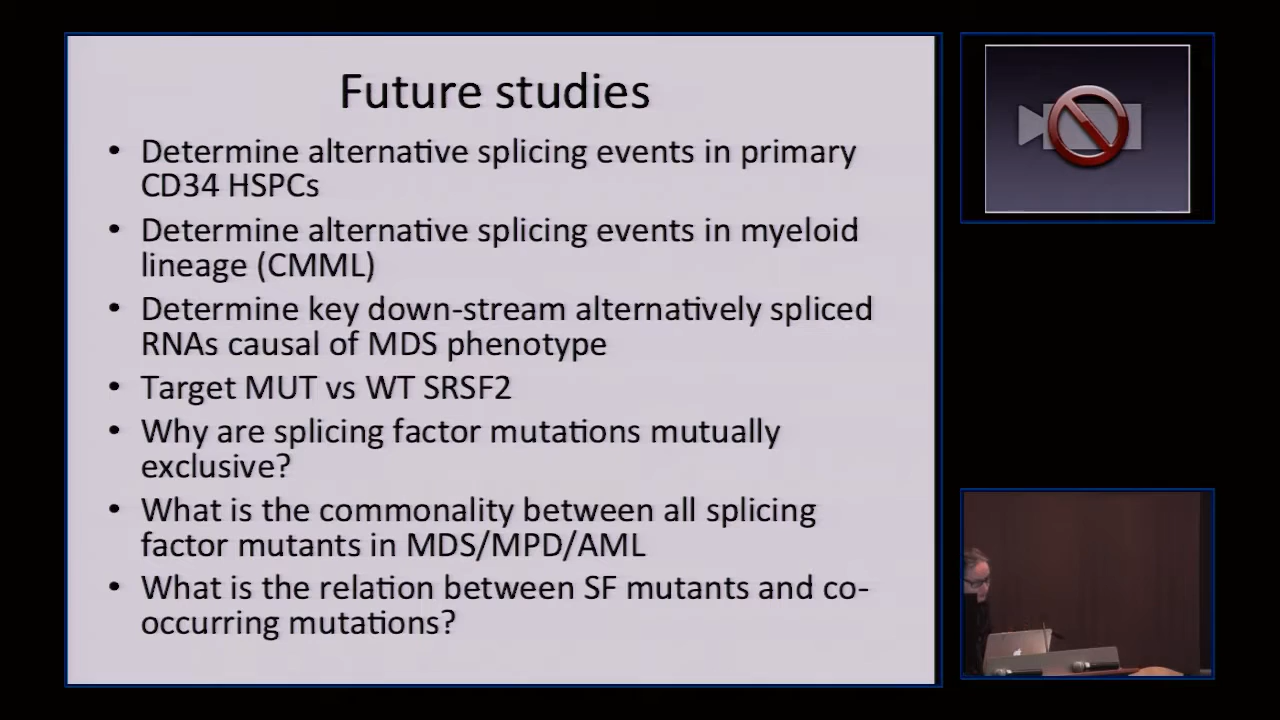 Future studies
• Determine alternative splicing events in primary
CD34 HSPCs
• Determine alternative splicing events in myeloid
lineage (CMML)
• Determine key down-stream alternatively spliced
RNAs causal of MDS phenotype
• Target MUT vs WT SRSF2
• Why are splicing factor mutations mutually
exclusive?
• What is the commonality between all splicing
factor mutants in MDS/MPD/AML
• What is the relation between SF mutants and co-
occurring mutations?